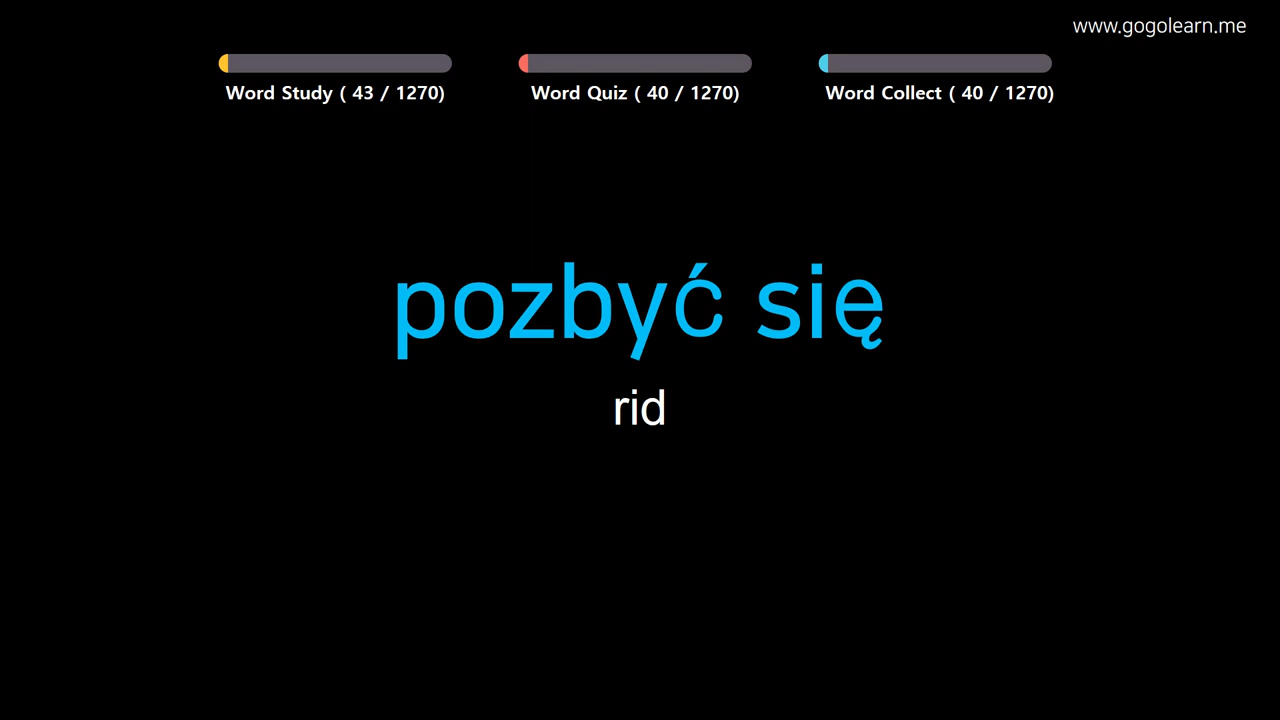 www.gogolearn.me
Word Study ( 43 / 1270)
Word Quiz ( 40 / 1270)
Word Collect ( 40 / 1270)
pozbyć się
rid